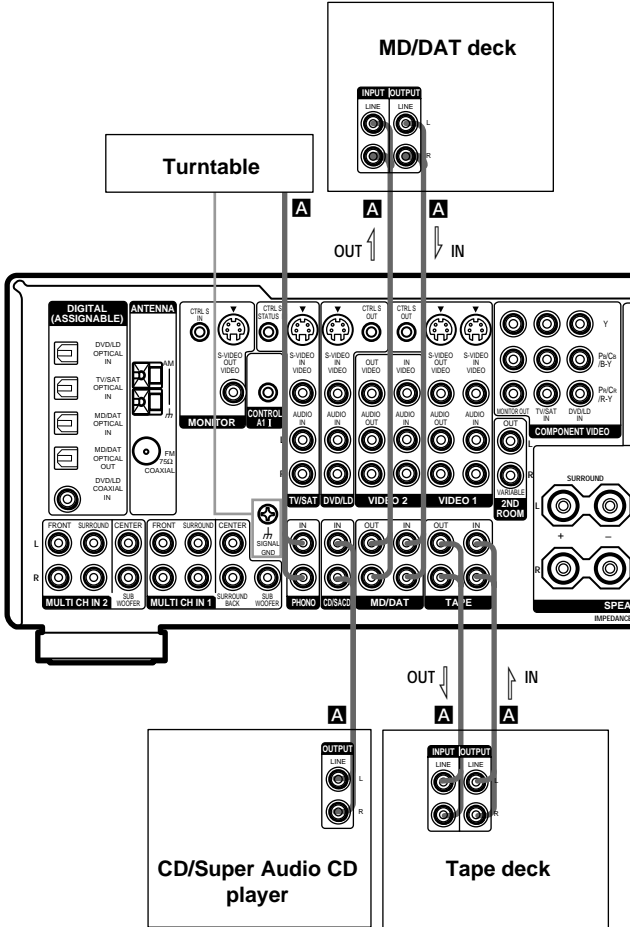 MD/DAT deck
INPUT OUTPUT
LINE LINE
L
R
Turntable
A A A
OUT IN
DIGITAL
(ASSIGNABLE)
DVD/LD
OPTICAL
IN
TV/SAT
OPTICAL
IN
MD/DAT
OPTICAL
IN
MD/DAT
OPTICAL
OUT
DVD/LD
COAXIAL
IN
ANTENNA
AM
FM
75Ω
COAXIAL
CTRL S
IN
S-VIDEO
OUT
VIDEO
MONITOR
CTRL S
STATUS
CONTROL
A1 II
S-VIDEO
IN
VIDEO
AUDIO
IN
L
R
TV/SAT
S-VIDEO
IN
VIDEO
AUDIO
IN
DVD/LD
CTRL S
OUT
OUT
VIDEO
AUDIO
OUT
CTRL S
OUT
IN
VIDEO
AUDIO
IN
VIDEO 2
S-VIDEO
OUT
VIDEO
AUDIO
OUT
S-VIDEO
IN
VIDEO
AUDIO
IN
VIDEO 1
Y
PB/CB
/B-Y
PR/CR
/R-Y
MONITOR OUT TV/SAT IN DVD/LD IN
COMPONENT VIDEO
OUT
L
R
VARIABLE
2ND
ROOM
SURROUND
L
+ –
R
SPEA
IMPEDANCE
SIGNAL
GND
FRONT SURROUND CENTER
L
R
SUB
WOOFER
MULTI CH IN 2
FRONT SURROUND CENTER
SURROUND
BACK
SUB
WOOFER
MULTI CH IN 1
IN
PHONO
IN
CD/SACD
OUT IN
MD/DAT
OUT IN
TAPE
OUT IN
A A A
OUTPUT
LINE
L
R
CD/Super Audio CD
player
INPUT OUTPUT
LINE LINE
L
R
Tape deck